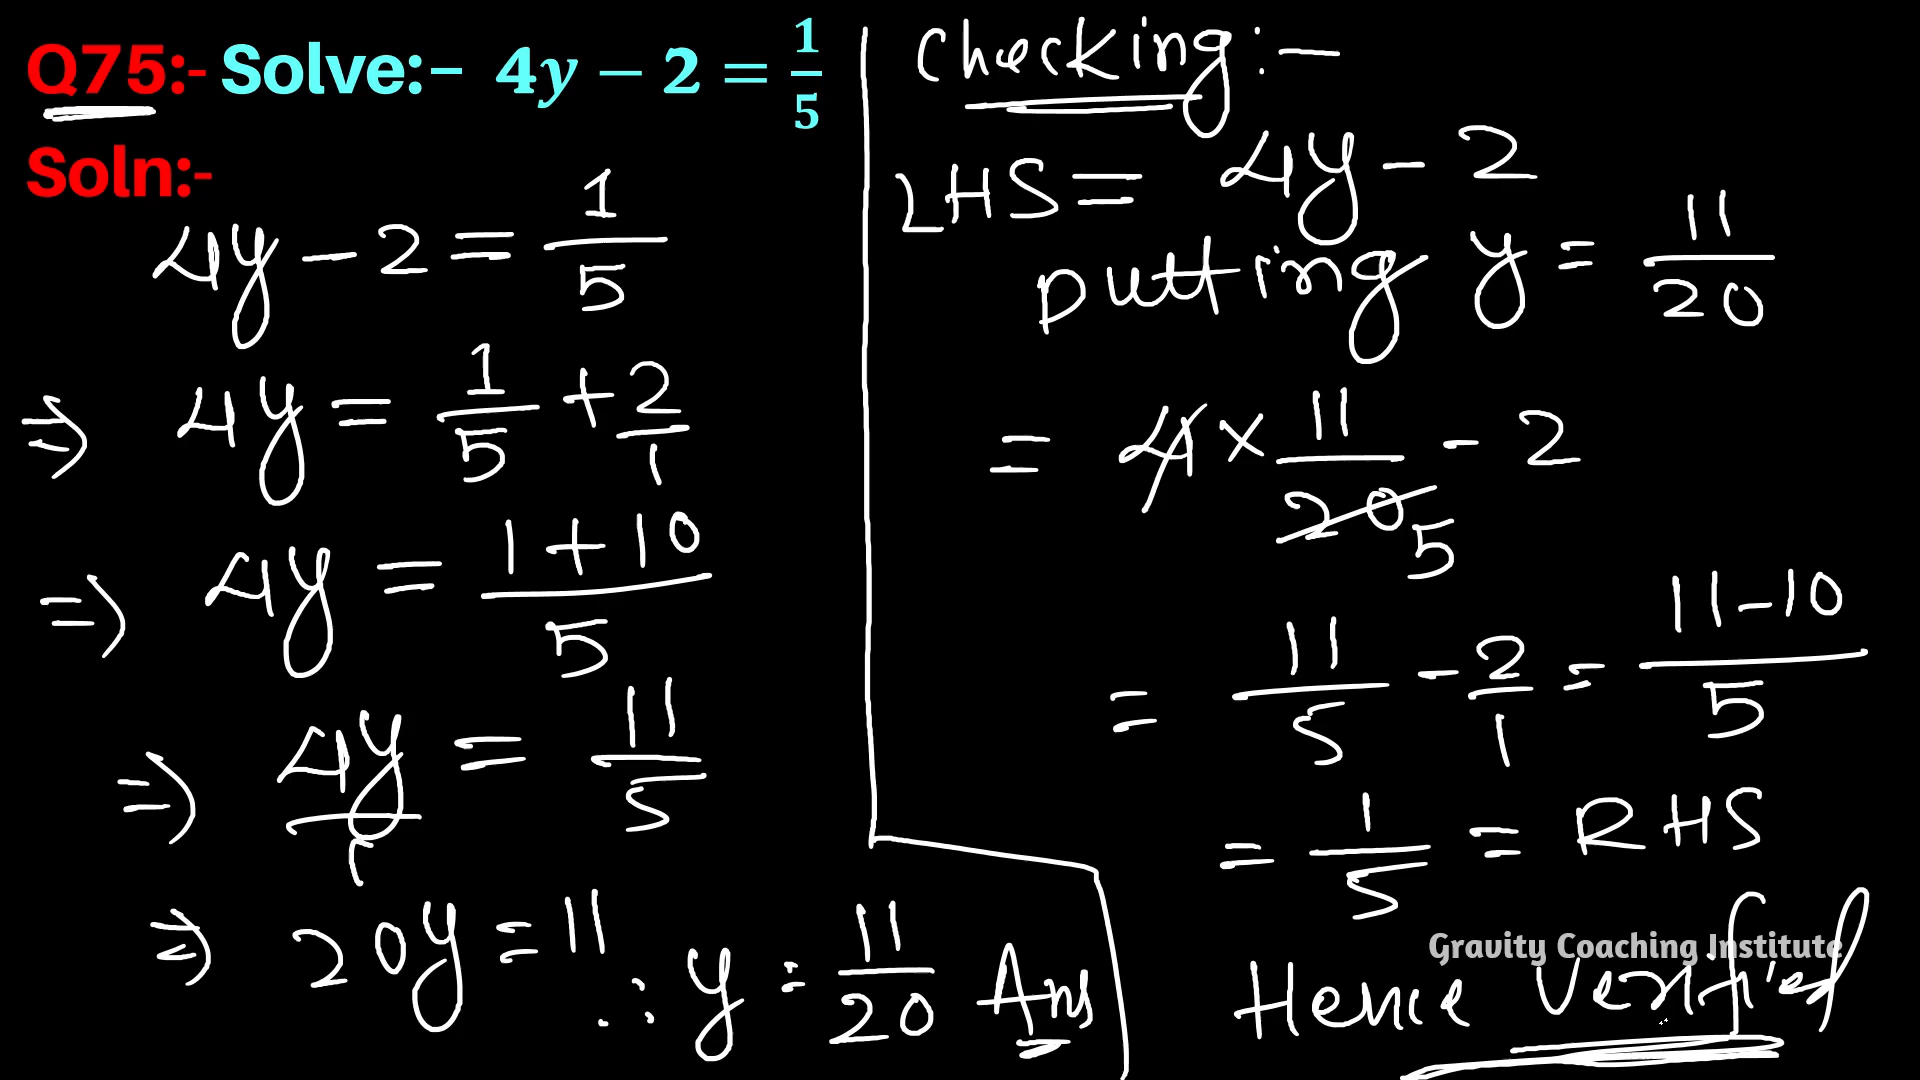 Q75:- Solve:- 4y − 2 = 1/5
Soln:-
4y − 2 = 1/5
⇒ 4y = 1/5 + 2/1
⇒ 4y = (1 + 10)/5
⇒ 4y/1 = 11/5
⇒ 20y = 11 ∴ y = 11/20 Ans
Checking:-
LHS = 4y − 2
putting y = 11/20
= 4 × 11/20 − 2
5
= 11/5 − 2/1 = (11 − 10)/5
= 1/5 = RHS
Gravity Coaching Institute
Hence Verified